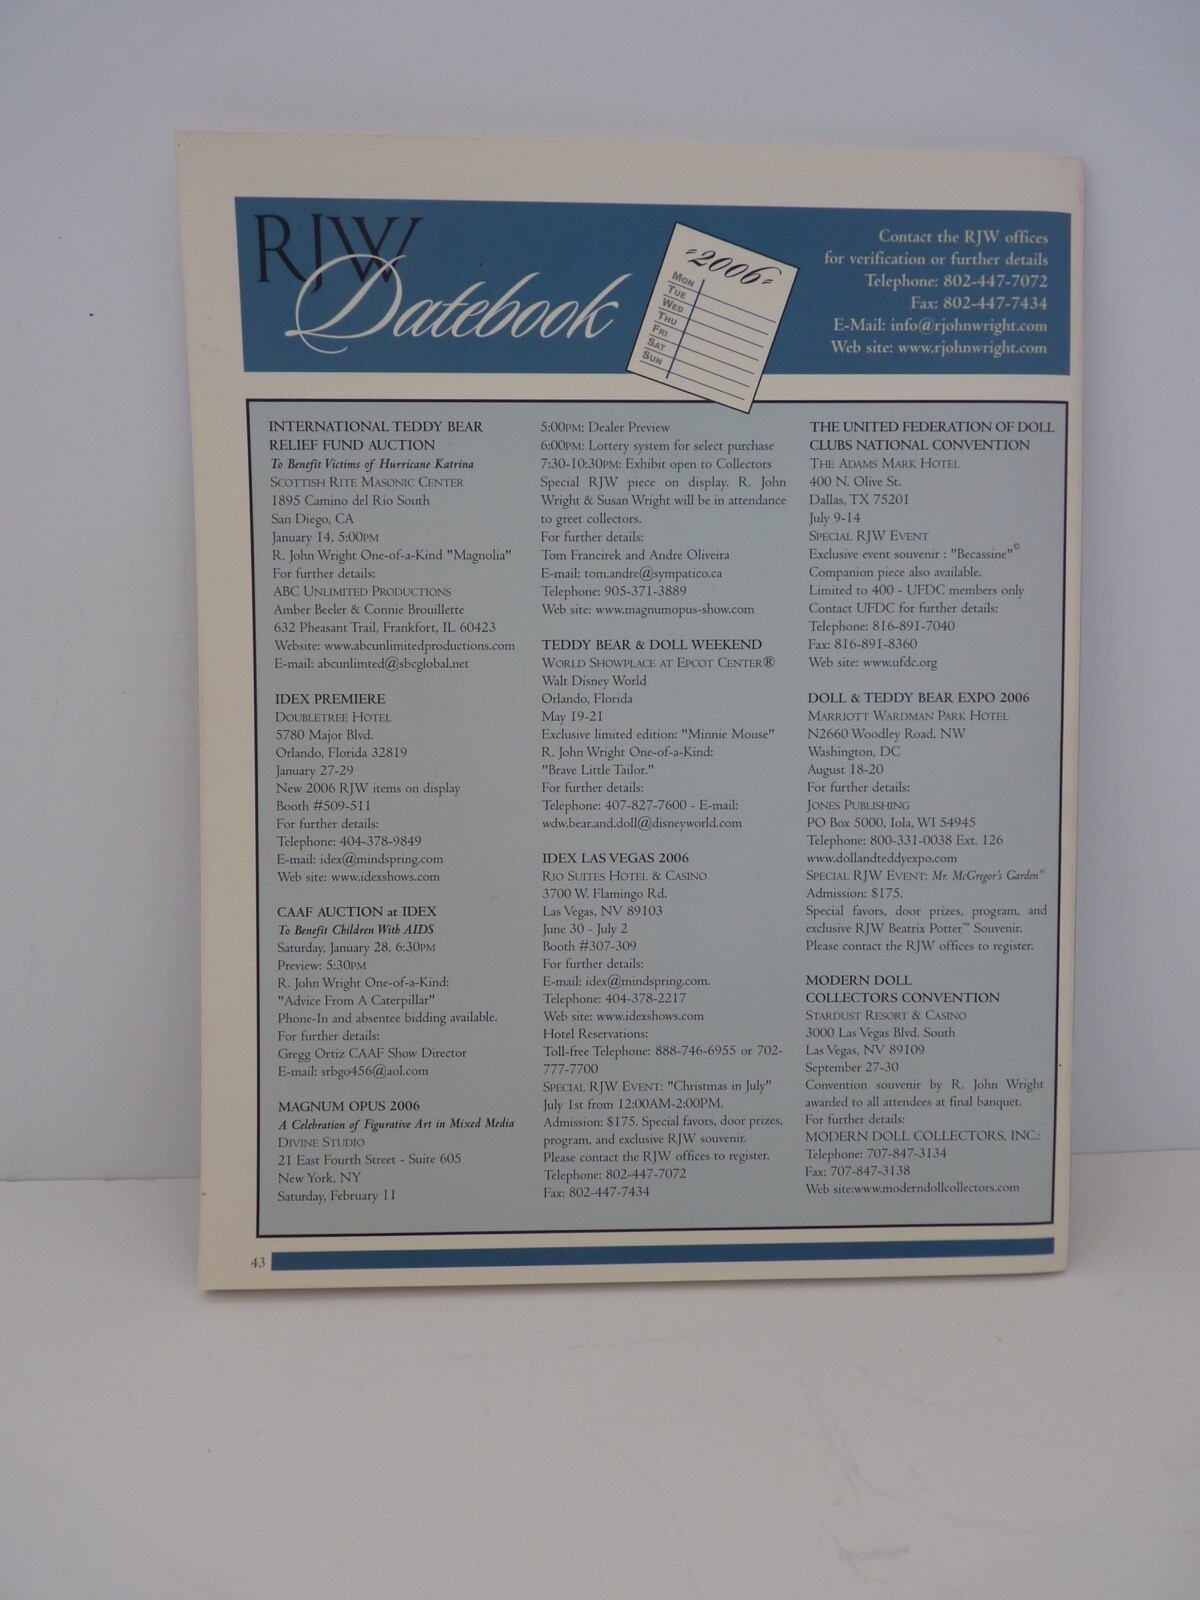 RJW
Datebook
2006
MON
TUE
WED
THU
FRI
SAT
SUN
Contact the RJW offices
for verification or further details
Telephone: 802-447-7072
Fax: 802-447-7434
E-Mail: info@rjohnwright.com
Web site: www.rjohnwright.com
INTERNATIONAL TEDDY BEAR
RELIEF FUND AUCTION
To Benefit Victims of Hurricane Katrina
SCOTTISH RITE MASONIC CENTER
1895 Camino del Rio South
San Diego, CA
January 14, 5:00PM
R. John Wright One-of-a-Kind "Magnolia"
For further details:
ABC UNLIMITED PRODUCTIONS
Amber Beeler & Connie Brouillette
632 Pheasant Trail, Frankfort, IL 60423
Website: www.abcunlimitedproductions.com
E-mail: abcunlimted@sbcglobal.net
IDEX PREMIERE
DOUBLETREE HOTEL
5780 Major Blvd.
Orlando, Florida 32819
January 27-29
New 2006 RJW items on display
Booth #509-511
For further details:
Telephone: 404-378-9849
E-mail: idex@mindspring.com
Web site: www.idexshows.com
CAAF AUCTION at IDEX
To Benefit Children With AIDS
Saturday, January 28, 6:30PM
Preview: 5:30PM
R. John Wright One-of-a-Kind:
"Advice From A Caterpillar"
Phone-In and absentee bidding available.
For further details:
Gregg Ortiz CAAF Show Director
E-mail: srbgo456@aol.com
MAGNUM OPUS 2006
A Celebration of Figurative Art in Mixed Media
DIVINE STUDIO
21 East Fourth Street - Suite 605
New York, NY
Saturday, February 11
5:00PM: Dealer Preview
6:00PM: Lottery system for select purchase
7:30-10:30PM: Exhibit open to Collectors
Special RJW piece on display. R. John
Wright & Susan Wright will be in attendance
to greet collectors.
For further details:
Tom Francirek and Andre Oliveira
E-mail: tom.andre@sympatico.ca
Telephone: 905-371-3889
Web site: www.magnumopus-show.com
TEDDY BEAR & DOLL WEEKEND
WORLD SHOWPLACE AT EPCOT CENTER®
Walt Disney World
Orlando, Florida
May 19-21
Exclusive limited edition: "Minnie Mouse"
R. John Wright One-of-a-Kind:
"Brave Little Tailor."
For further details:
Telephone: 407-827-7600 - E-mail:
wdw.bear.and.doll@disneyworld.com
IDEX LAS VEGAS 2006
RIO SUITES HOTEL & CASINO
3700 W. Flamingo Rd.
Las Vegas, NV 89103
June 30 - July 2
Booth #307-309
For further details:
E-mail: idex@mindspring.com.
Telephone: 404-378-2217
Web site: www.idexshows.com
Hotel Reservations:
Toll-free Telephone: 888-746-6955 or 702-
777-7700
SPECIAL RJW EVENT: "Christmas in July"
July 1st from 12:00AM-2:00PM.
Admission: $175. Special favors, door prizes,
program, and exclusive RJW souvenir.
Please contact the RJW offices to register.
Telephone: 802-447-7072
Fax: 802-447-7434
THE UNITED FEDERATION OF DOLL
CLUBS NATIONAL CONVENTION
THE ADAMS MARK HOTEL
400 N. Olive St.
Dallas, TX 75201
July 9-14
SPECIAL RJW EVENT
Exclusive event souvenir : "Becassine"©
Companion piece also available.
Limited to 400 - UFDC members only
Contact UFDC for further details:
Telephone: 816-891-7040
Fax: 816-891-8360
Web site: www.ufdc.org
DOLL & TEDDY BEAR EXPO 2006
MARRIOTT WARDMAN PARK HOTEL
N2660 Woodley Road, NW
Washington, DC
August 18-20
For further details:
JONES PUBLISHING
PO Box 5000, Iola, WI 54945
Telephone: 800-331-0038 Ext. 126
www.dollandteddyexpo.com
SPECIAL RJW EVENT: Mr. McGregor's Garden"
Admission: $175.
Special favors, door prizes, program, and
exclusive RJW Beatrix Potter™ Souvenir.
Please contact the RJW offices to register.
MODERN DOLL
COLLECTORS CONVENTION
STARDUST RESORT & CASINO
3000 Las Vegas Blvd. South
Las Vegas, NV 89109
September 27-30
Convention souvenir by R. John Wright
awarded to all attendees at final banquet.
For further details:
MODERN DOLL COLLECTORS, INC.:
Telephone: 707-847-3134
Fax: 707-847-3138
Web site:www.moderndollcollectors.com
43